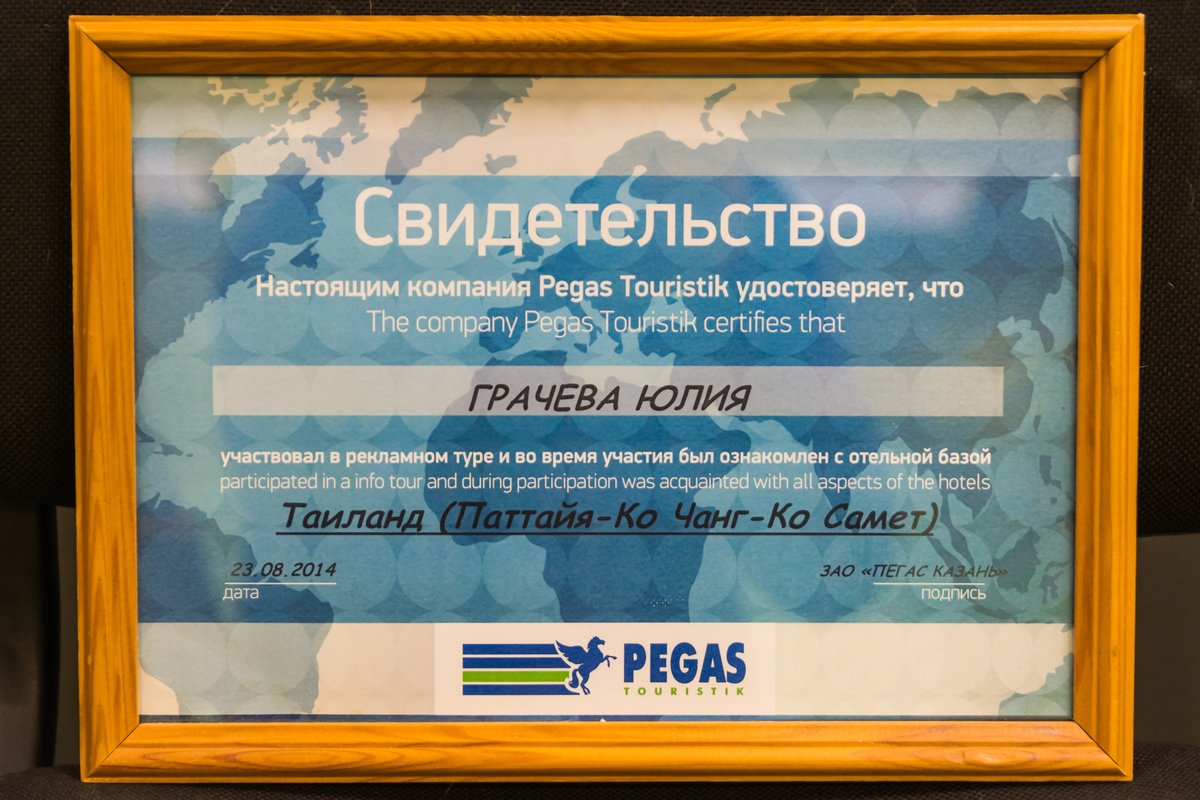 Свидетельство
Настоящим компания Pegas Touristik удостоверяет, что
The company Pegas Touristik certifies that
ГРАЧЕВА ЮЛИЯ
участвовал в рекламном туре и во время участия был ознакомлен с отельной базой
participated in a info tour and during participation was acquainted with all aspects of the hotels
Таиланд (Паттайя-Ко Чанг-Ко Самет)
23.08.2014 ЗАО «ПЕГАС КАЗАНЬ»
дата подпись
PEGAS
TOURISTIK